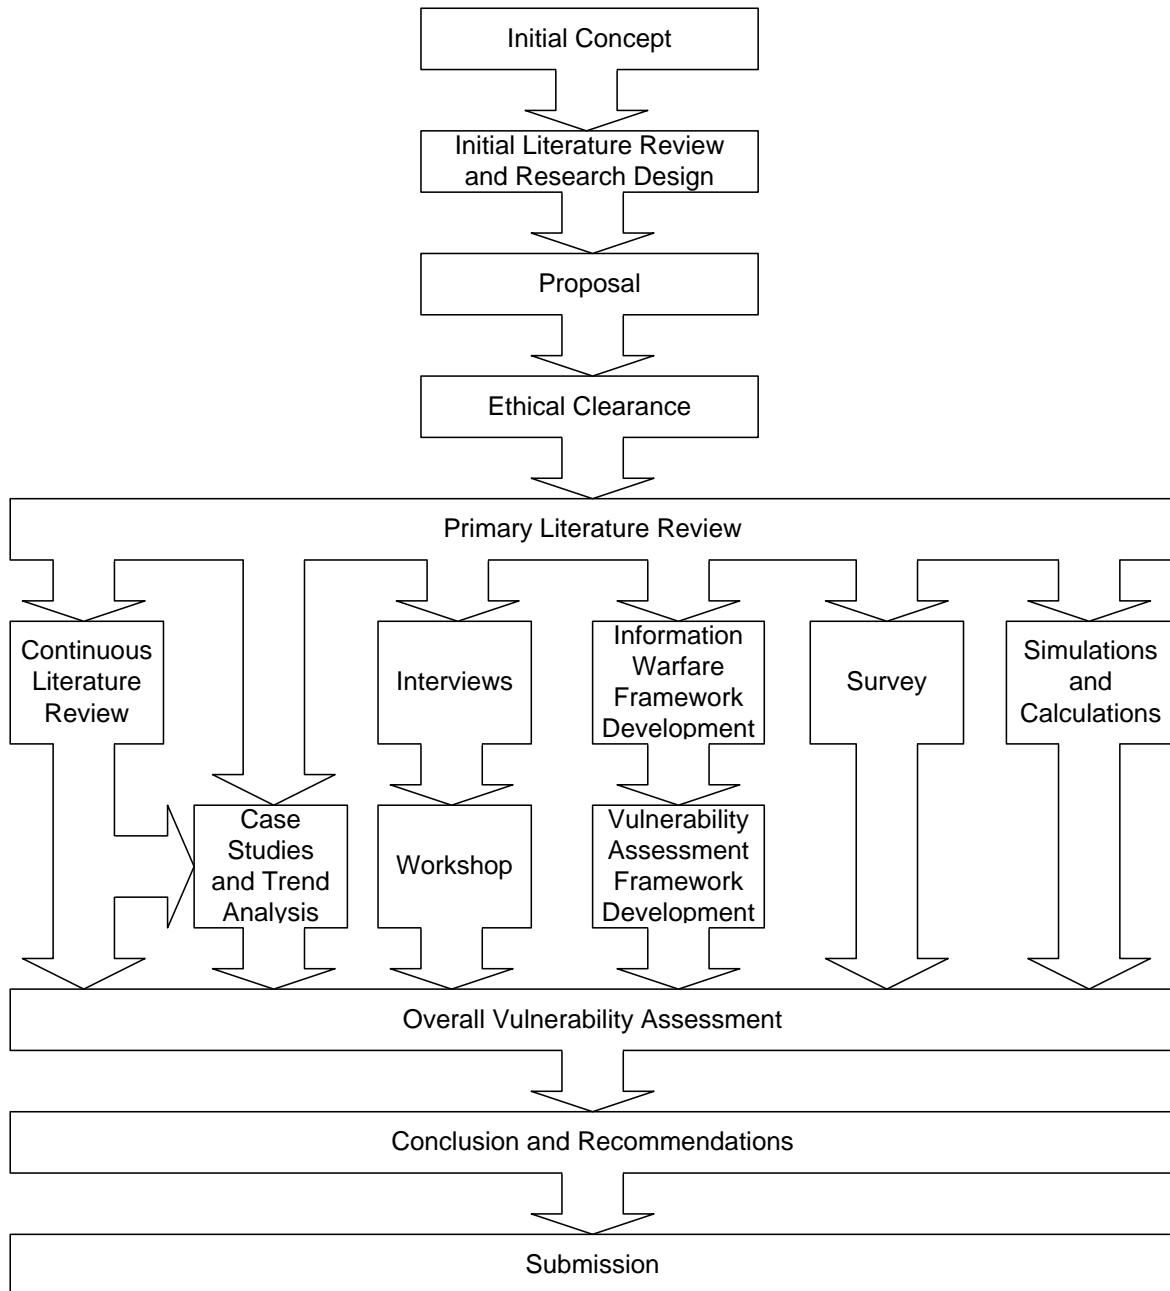 Initial Concept
Initial Literature Review
and Research Design
Proposal
Ethical Clearance
Primary Literature Review
Continuous
Literature
Review
Interviews
Information
Warfare
Framework
Development
Survey
Simulations
and
Calculations
Case
Studies
and Trend
Analysis
Workshop
Vulnerability
Assessment
Framework
Development
Overall Vulnerability Assessment
Conclusion and Recommendations
Submission